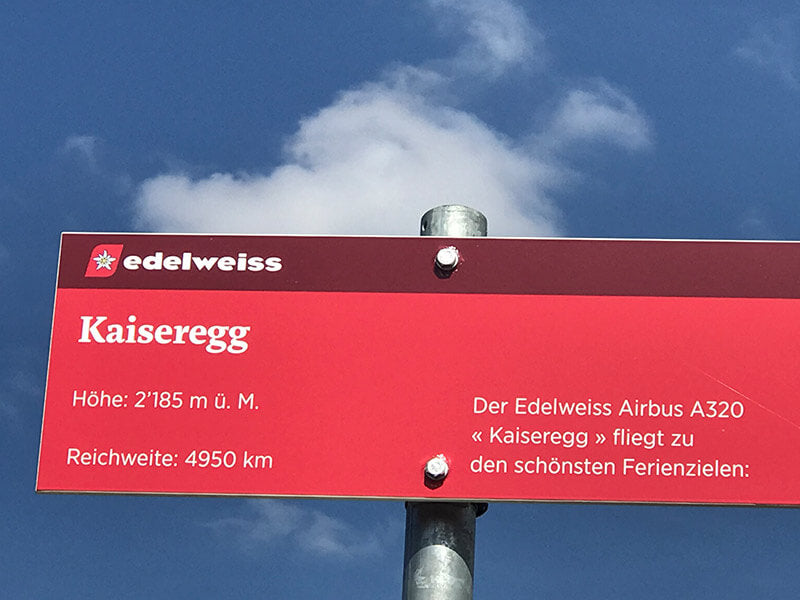 edelweiss
Kaiseregg
Höhe: 2'185 m ü. M.
Reichweite: 4950 km
Der Edelweiss Airbus A320
« Kaiseregg » fliegt zu
den schönsten Ferienzielen: